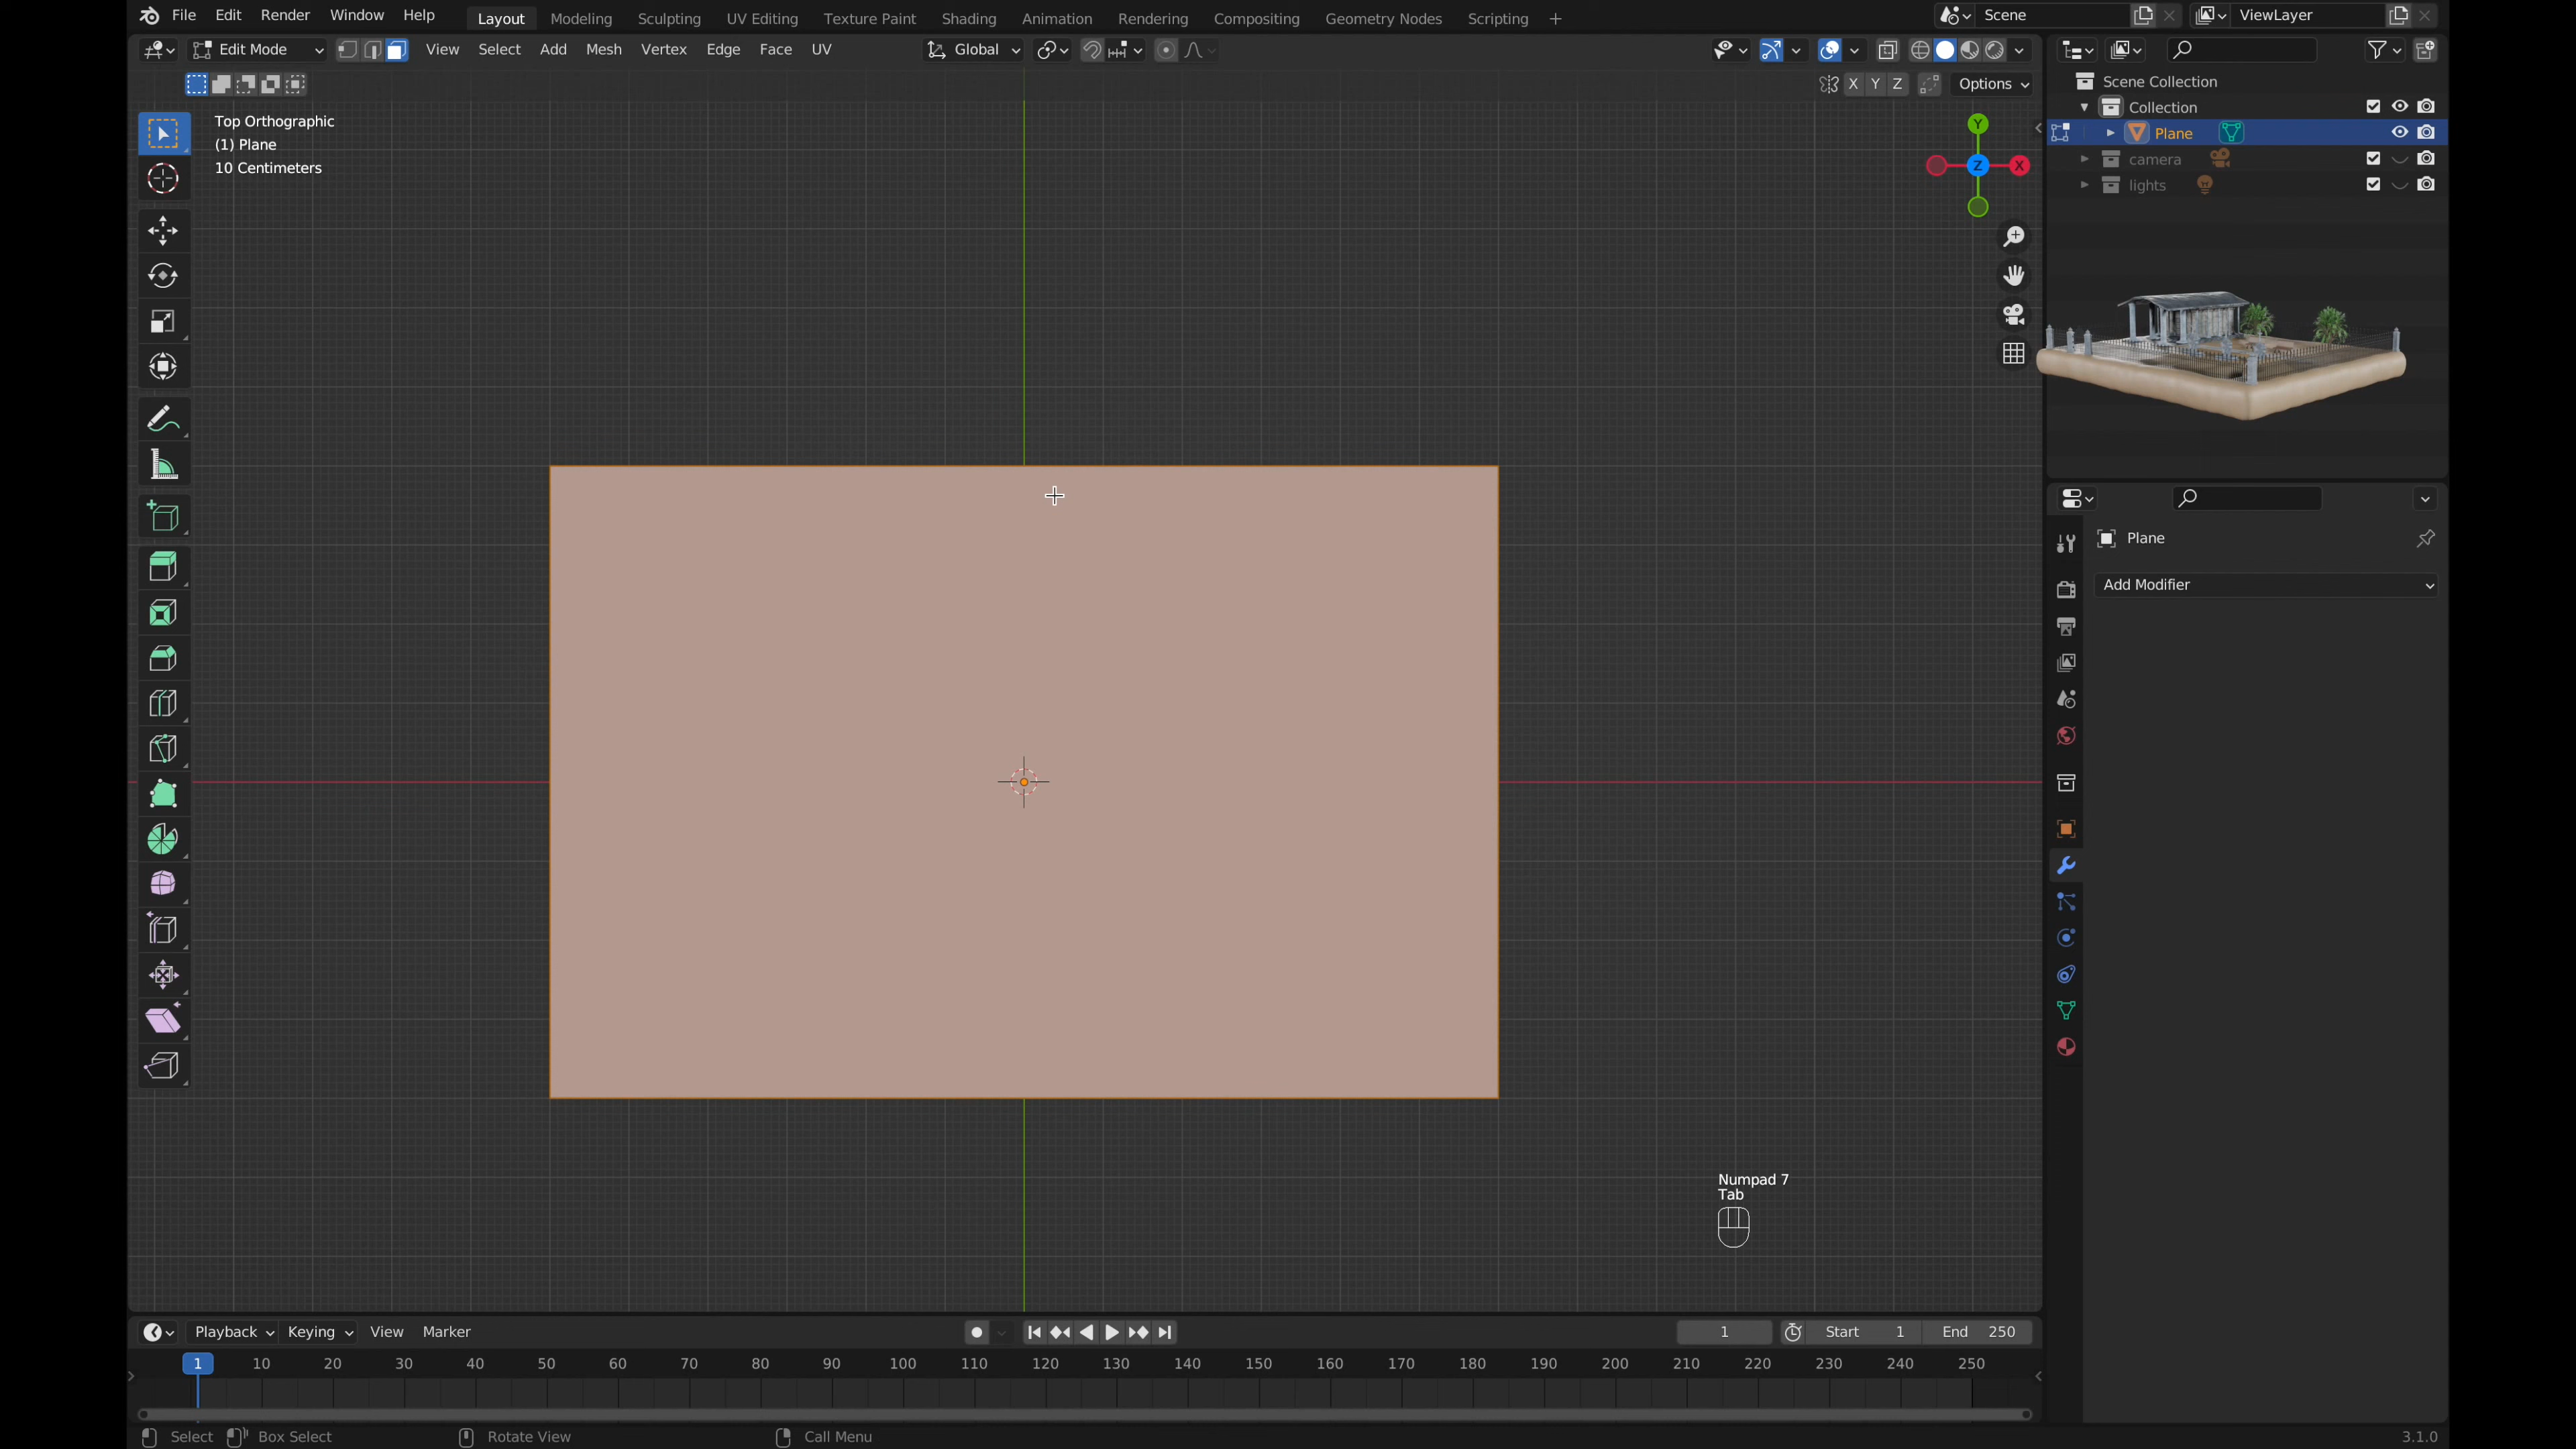 File Edit Render Window Help Layout Modeling Sculpting UV Editing Texture Paint Shading Animation Rendering Compositing Geometry Nodes Scripting + Scene ViewLayer
Edit Mode View Select Add Mesh Vertex Edge Face UV Global
X Y Z Options
Top Orthographic
(1) Plane
10 Centimeters
Y
Z X
Scene Collection
Collection
Plane
camera
lights
Plane
Add Modifier
Numpad 7
Tab
Playback Keying View Marker 1 Start 1 End 250
1 10 20 30 40 50 60 70 80 90 100 110 120 130 140 150 160 170 180 190 200 210 220 230 240 250
Select Box Select Rotate View Call Menu 3.1.0